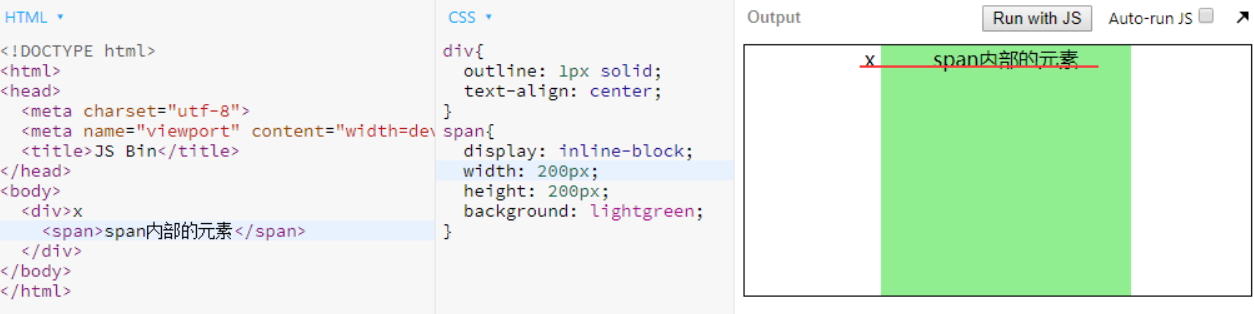 HTML ▾
<!DOCTYPE html>
<html>
<head>
<meta charset="utf-8">
<meta name="viewport" content="width=dev
<title>JS Bin</title>
</head>
<body>
<div>x
<span>span内部的元素</span>
</div>
</body>
</html>
CSS ▾
div{
outline: 1px solid;
text-align: center;
}
span{
display: inline-block;
width: 200px;
height: 200px;
background: lightgreen;
}
Output
Run with JS
Auto-run JS
x span内部的元素